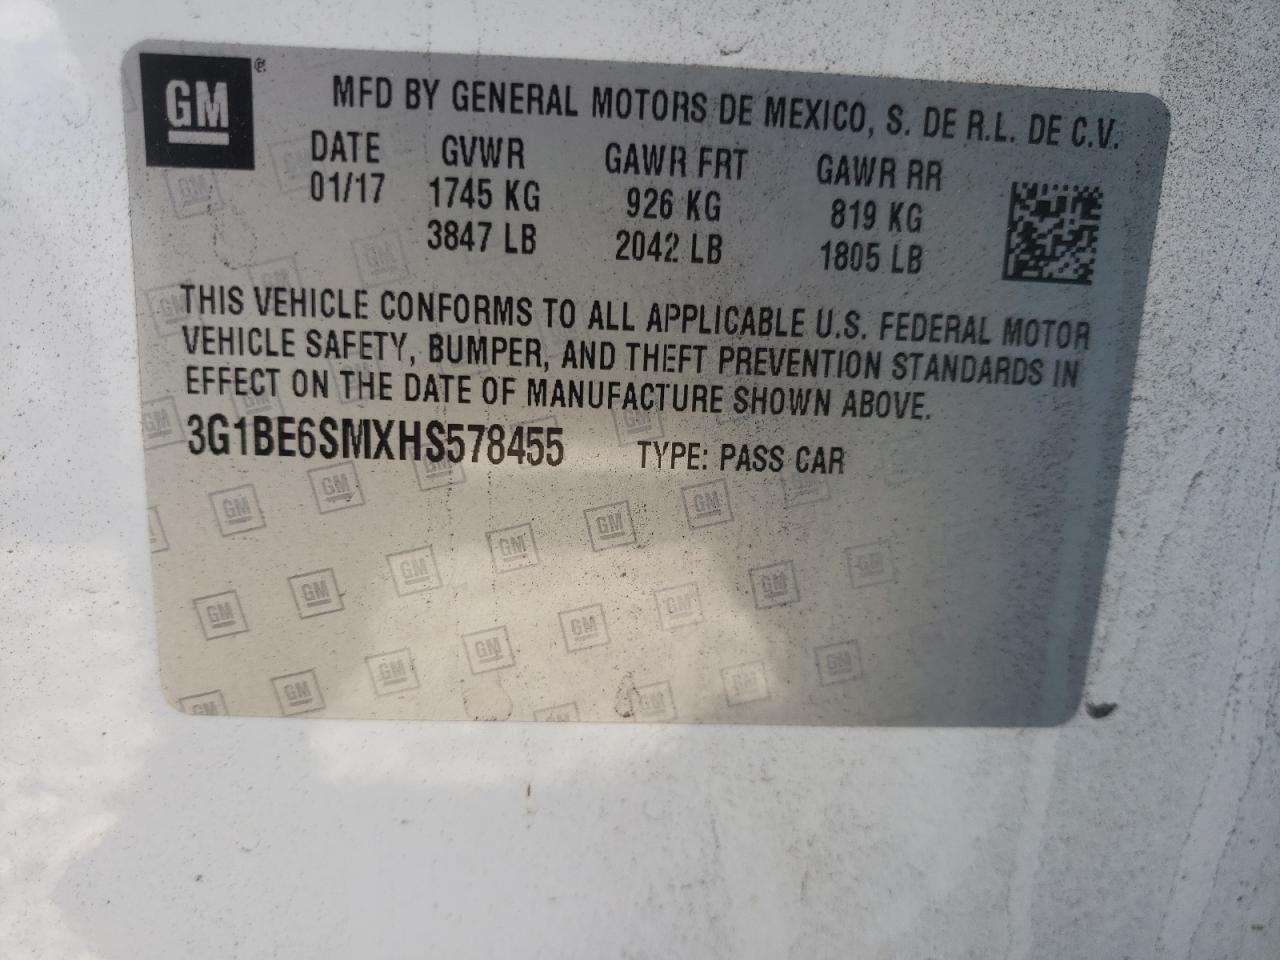 GM ®
MFD BY GENERAL MOTORS DE MEXICO, S. DE R.L. DE C.V.
DATE GVWR GAWR FRT GAWR RR
01/17 1745 KG 926 KG 819 KG
3847 LB 2042 LB 1805 LB
THIS VEHICLE CONFORMS TO ALL APPLICABLE U.S. FEDERAL MOTOR
VEHICLE SAFETY, BUMPER, AND THEFT PREVENTION STANDARDS IN
EFFECT ON THE DATE OF MANUFACTURE SHOWN ABOVE.
3G1BE6SMXHS578455 TYPE: PASS CAR